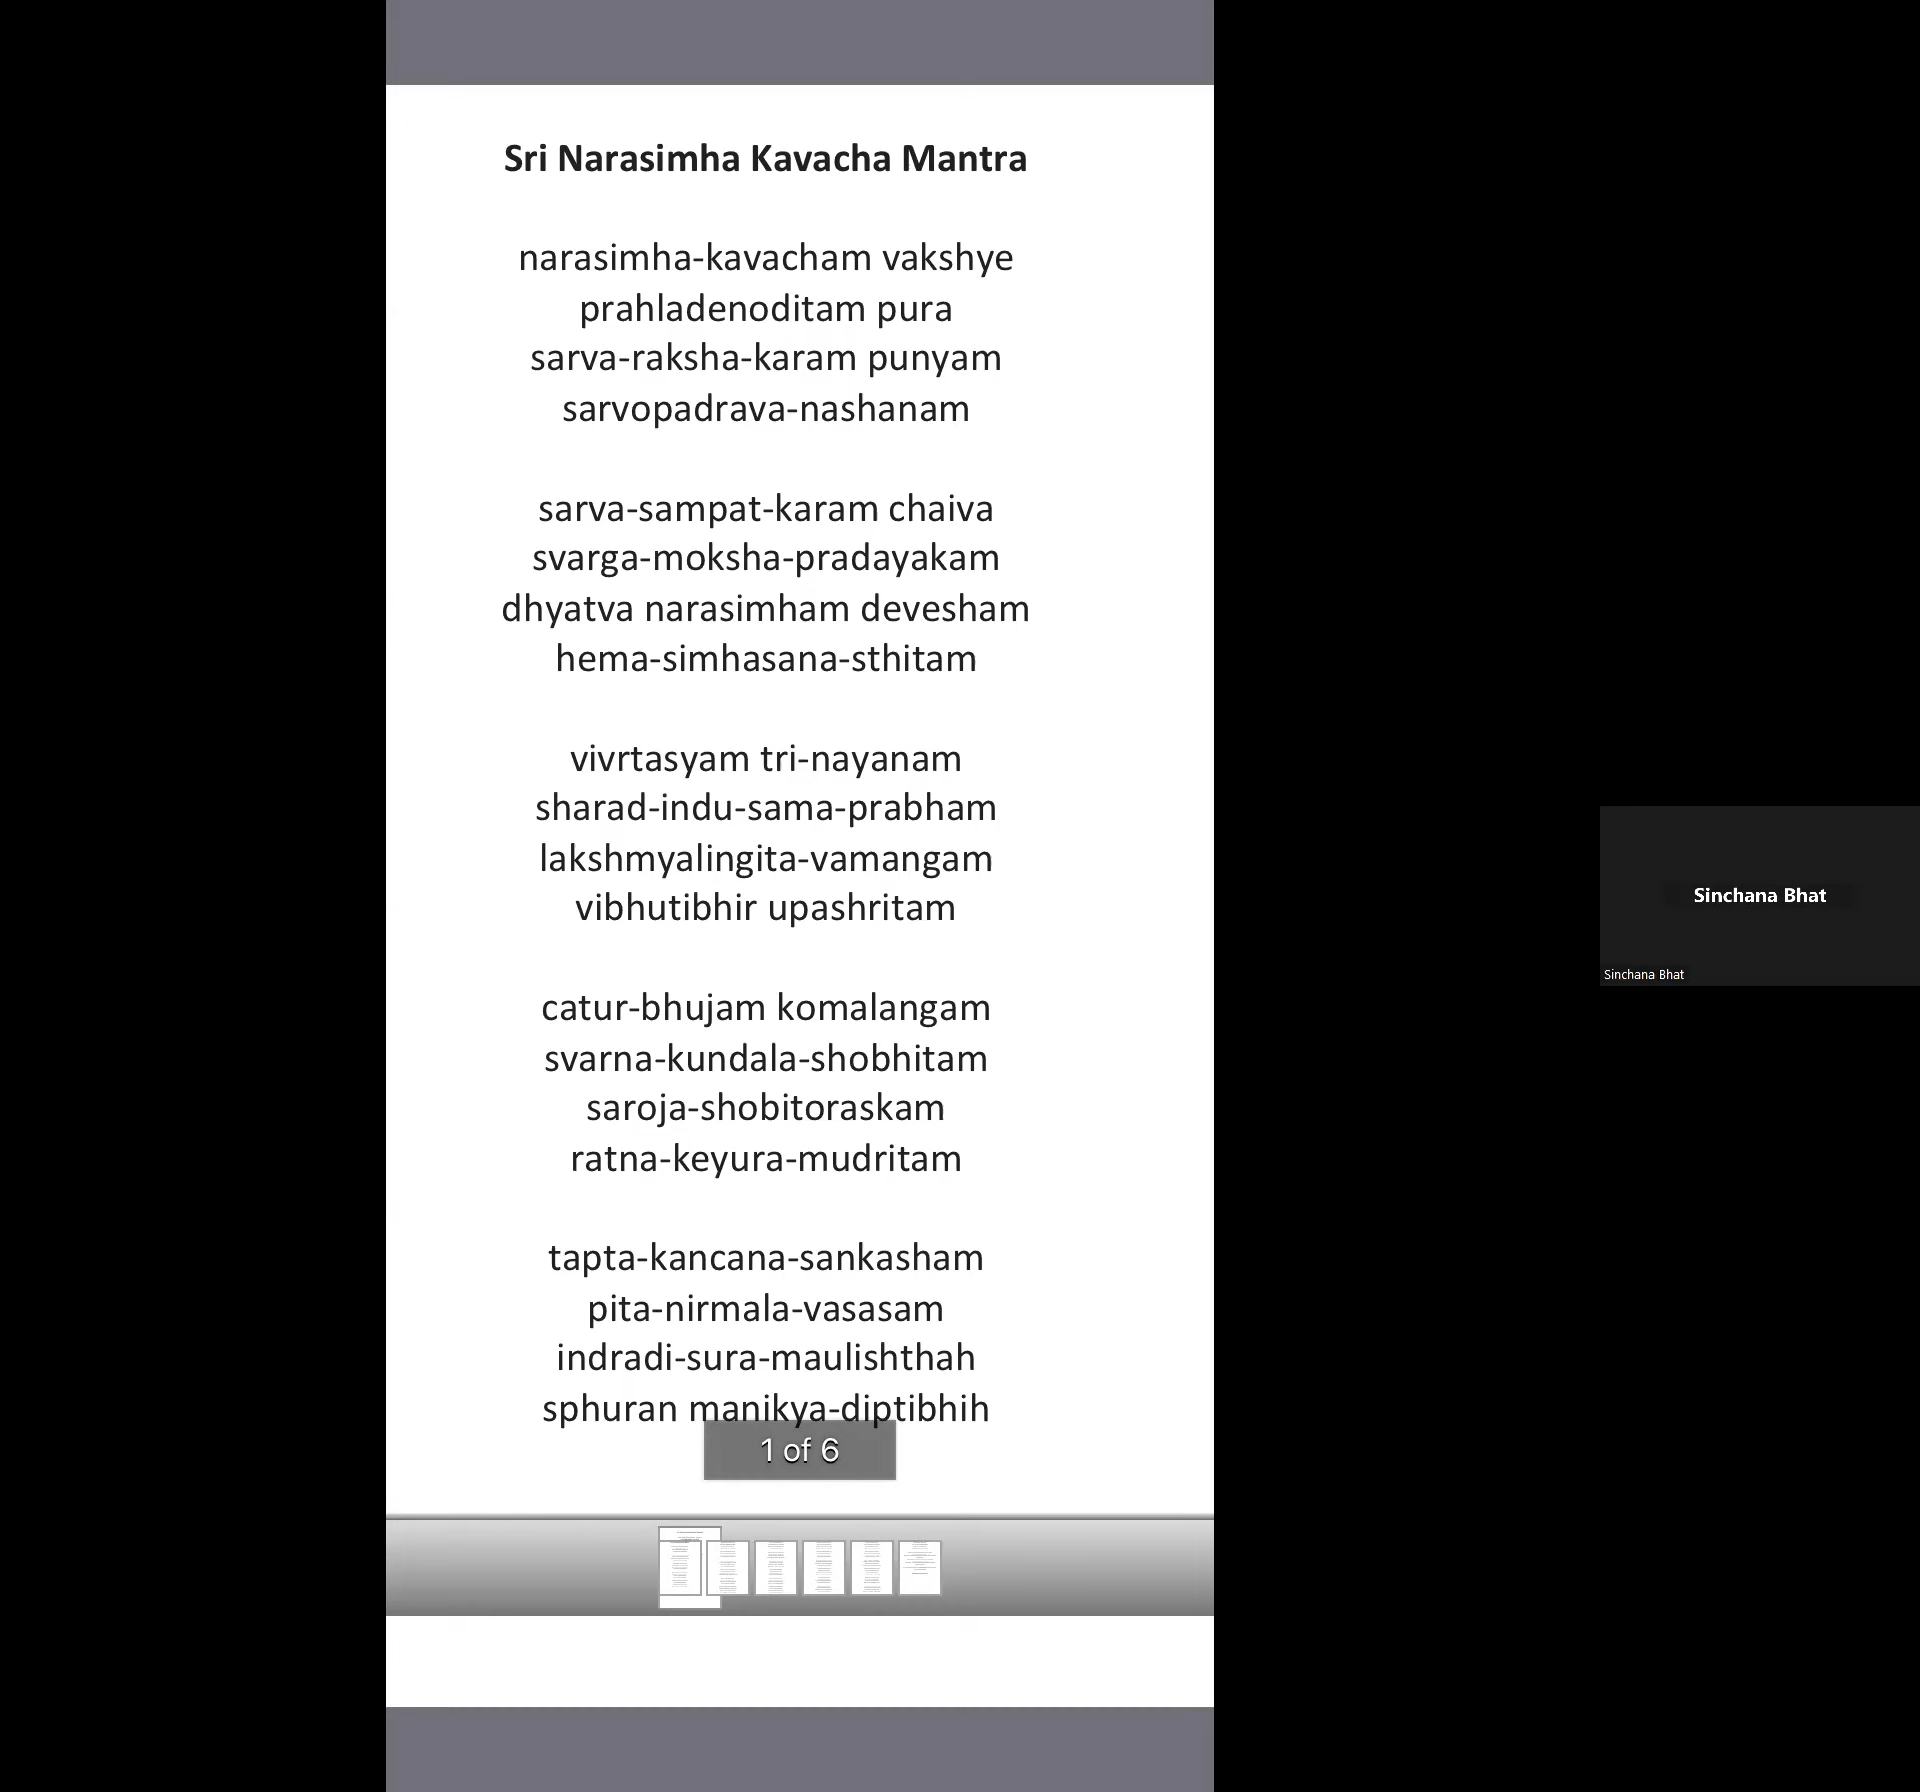 Sri Narasimha Kavacha Mantra
narasimha-kavacham vakshye
prahladenoditam pura
sarva-raksha-karam punyam
sarvopadrava-nashanam
sarva-sampat-karam chaiva
svarga-moksha-pradayakam
dhyatva narasimham devesham
hema-simhasana-sthitam
vivrtasyam tri-nayanam
sharad-indu-sama-prabham
lakshmyalingita-vamangam
vibhutibhir upashritam
catur-bhujam komalangam
svarna-kundala-shobhitam
saroja-shobitoraskam
ratna-keyura-mudritam
tapta-kancana-sankasham
pita-nirmala-vasasam
indradi-sura-maulishthah
sphuran manikya-diptibhih
1 of 6
Sinchana Bhat
Sinchana Bhat